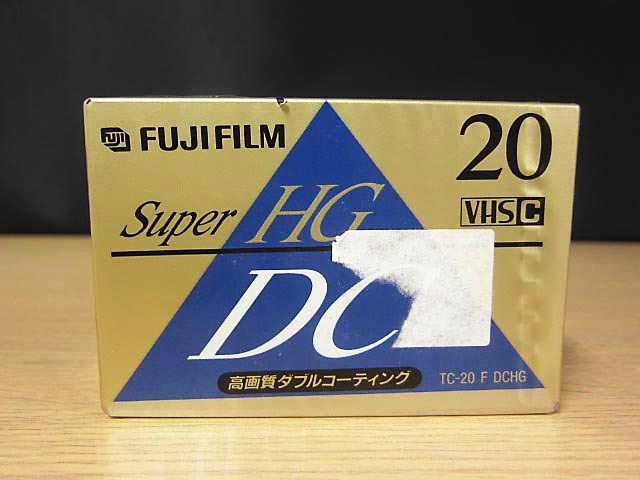 Fuji FUJIFILM
20
Super HG
VHS C
DC
高画質ダブルコーティング
TC-20 F DCHG